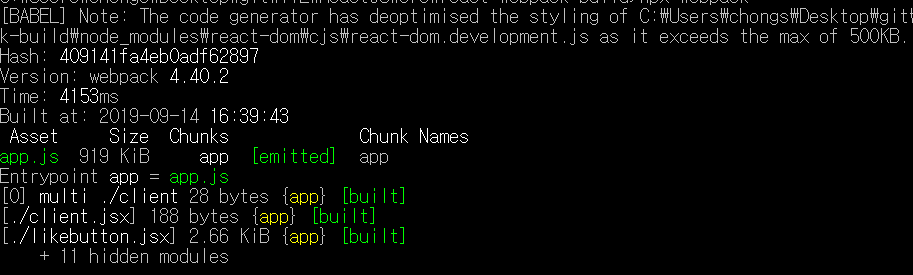 [BABEL] Note: The code generator has deoptimised the styling of C:₩Users₩chongs₩Desktop₩git
k-build₩node_modules₩react-dom₩cjs₩react-dom.development.js as it exceeds the max of 500KB.
Hash: 409141fa4eb0adf62897
Version: webpack 4.40.2
Time: 4153ms
Built at: 2019-09-14 16:39:43
Asset Size Chunks Chunk Names
app.js 919 KiB app [emitted] app
Entrypoint app = app.js
[0] multi ./client 28 bytes {app} [built]
[./client.jsx] 188 bytes {app} [built]
[./likebutton.jsx] 2.66 KiB {app} [built]
+ 11 hidden modules